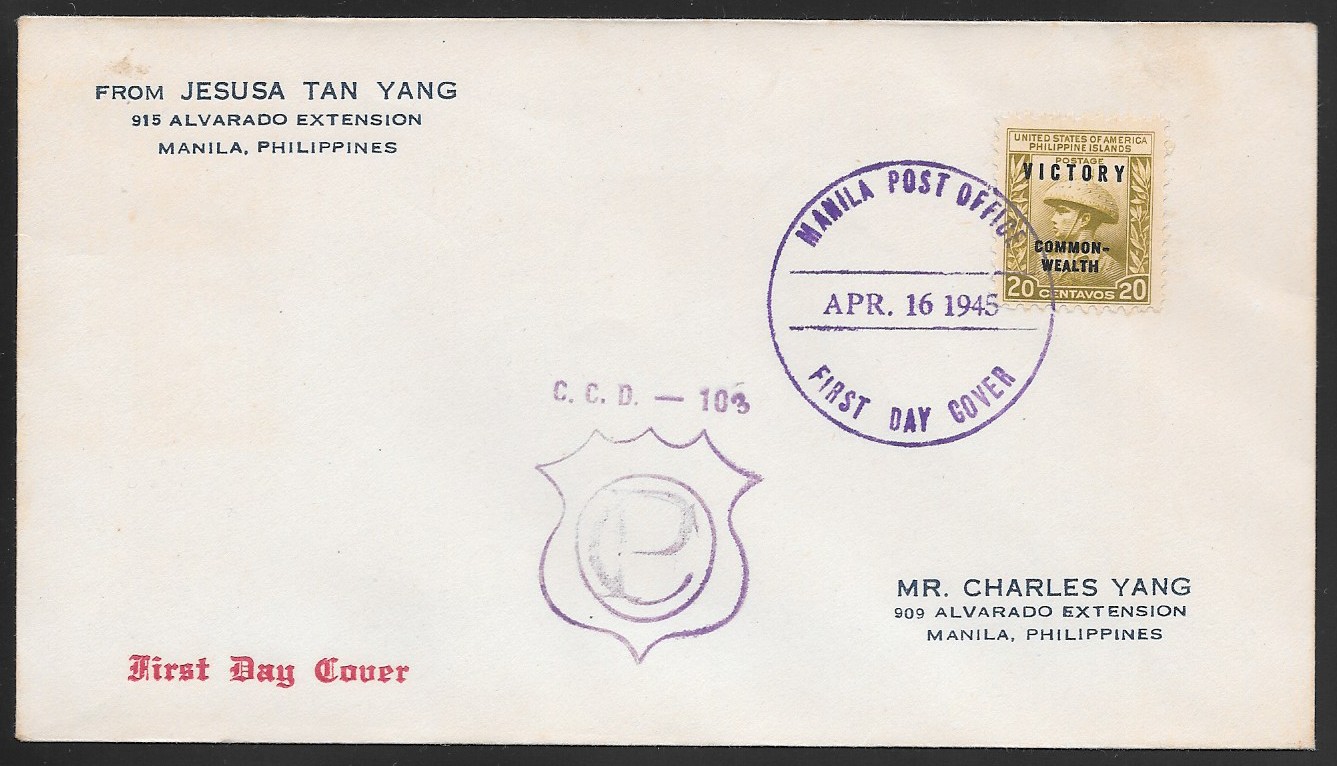 FROM JESUSA TAN YANG
915 ALVARADO EXTENSION
MANILA, PHILIPPINES
UNITED STATES OF AMERICA
PHILIPPINE ISLANDS
POSTAGE
VICTORY
COMMON-
WEALTH
20 CENTAVOS 20
MANILA POST OFFICE
APR. 16 1945
FIRST DAY COVER
C. C. D. — 103
CP
MR. CHARLES YANG
909 ALVARADO EXTENSION
MANILA, PHILIPPINES
First Day Cover